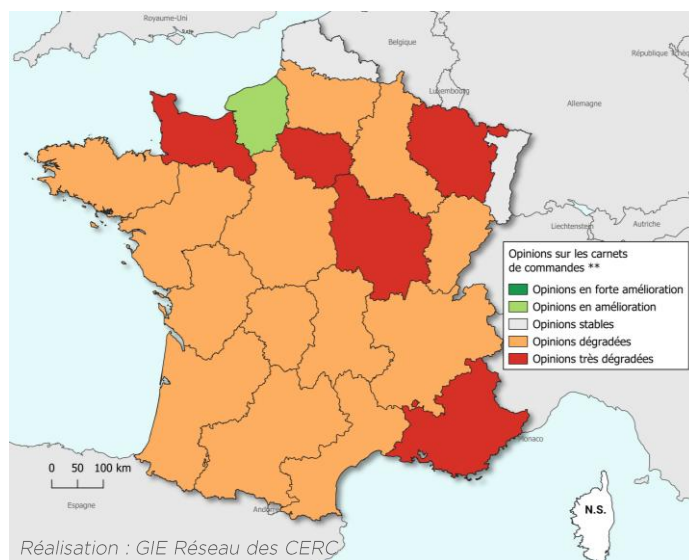 Royaume-Uni
Belgique
République Tchèq
Luxembourg
Allemagne
Liechtenstein
Autriche
Opinions sur les carnets
de commandes **
Opinions en forte amélioration
Opinions en amélioration
Opinions stables
Opinions dégradées
Opinions très dégradées
Monaco
0 50 100 km
Espagne
Andorre
N.S.
Réalisation : GIE Réseau des CERC